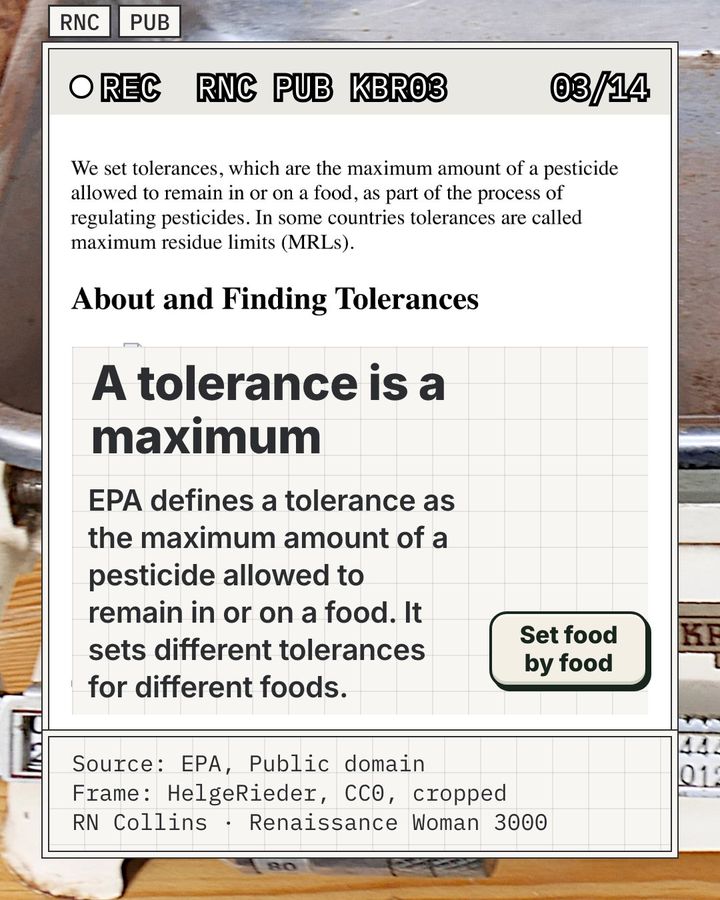 RNC PUB
REC RNC PUB KBR03 03/14
We set tolerances, which are the maximum amount of a pesticide
allowed to remain in or on a food, as part of the process of
regulating pesticides. In some countries tolerances are called
maximum residue limits (MRLs).
About and Finding Tolerances
A tolerance is a
maximum
EPA defines a tolerance as
the maximum amount of a
pesticide allowed to
remain in or on a food. It
sets different tolerances
for different foods.
Set food
by food
Source: EPA, Public domain
Frame: HelgeRieder, CC0, cropped
RN Collins · Renaissance Woman 3000
80